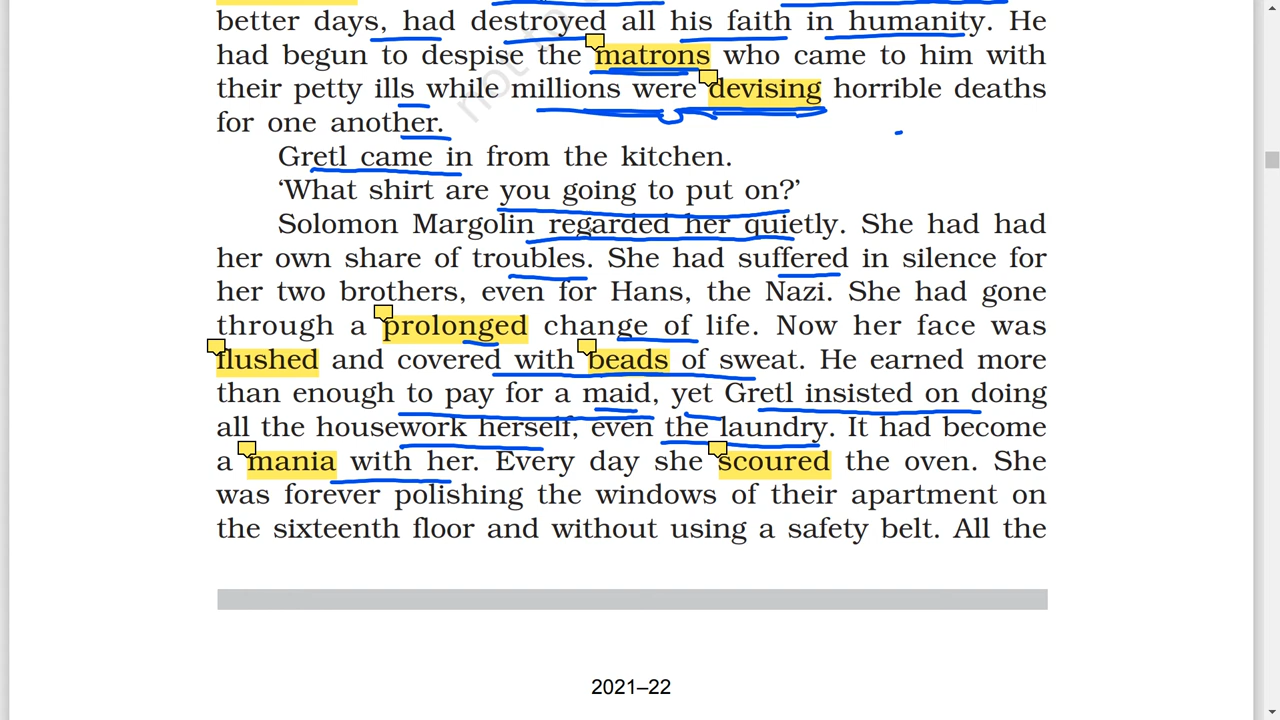 better days, had destroyed all his faith in humanity. He
had begun to despise the matrons who came to him with
their petty ills while millions were devising horrible deaths
for one another.
Gretl came in from the kitchen.
‘What shirt are you going to put on?’
Solomon Margolin regarded her quietly. She had had
her own share of troubles. She had suffered in silence for
her two brothers, even for Hans, the Nazi. She had gone
through a prolonged change of life. Now her face was
flushed and covered with beads of sweat. He earned more
than enough to pay for a maid, yet Gretl insisted on doing
all the housework herself, even the laundry. It had become
a mania with her. Every day she scoured the oven. She
was forever polishing the windows of their apartment on
the sixteenth floor and without using a safety belt. All the
2021–22